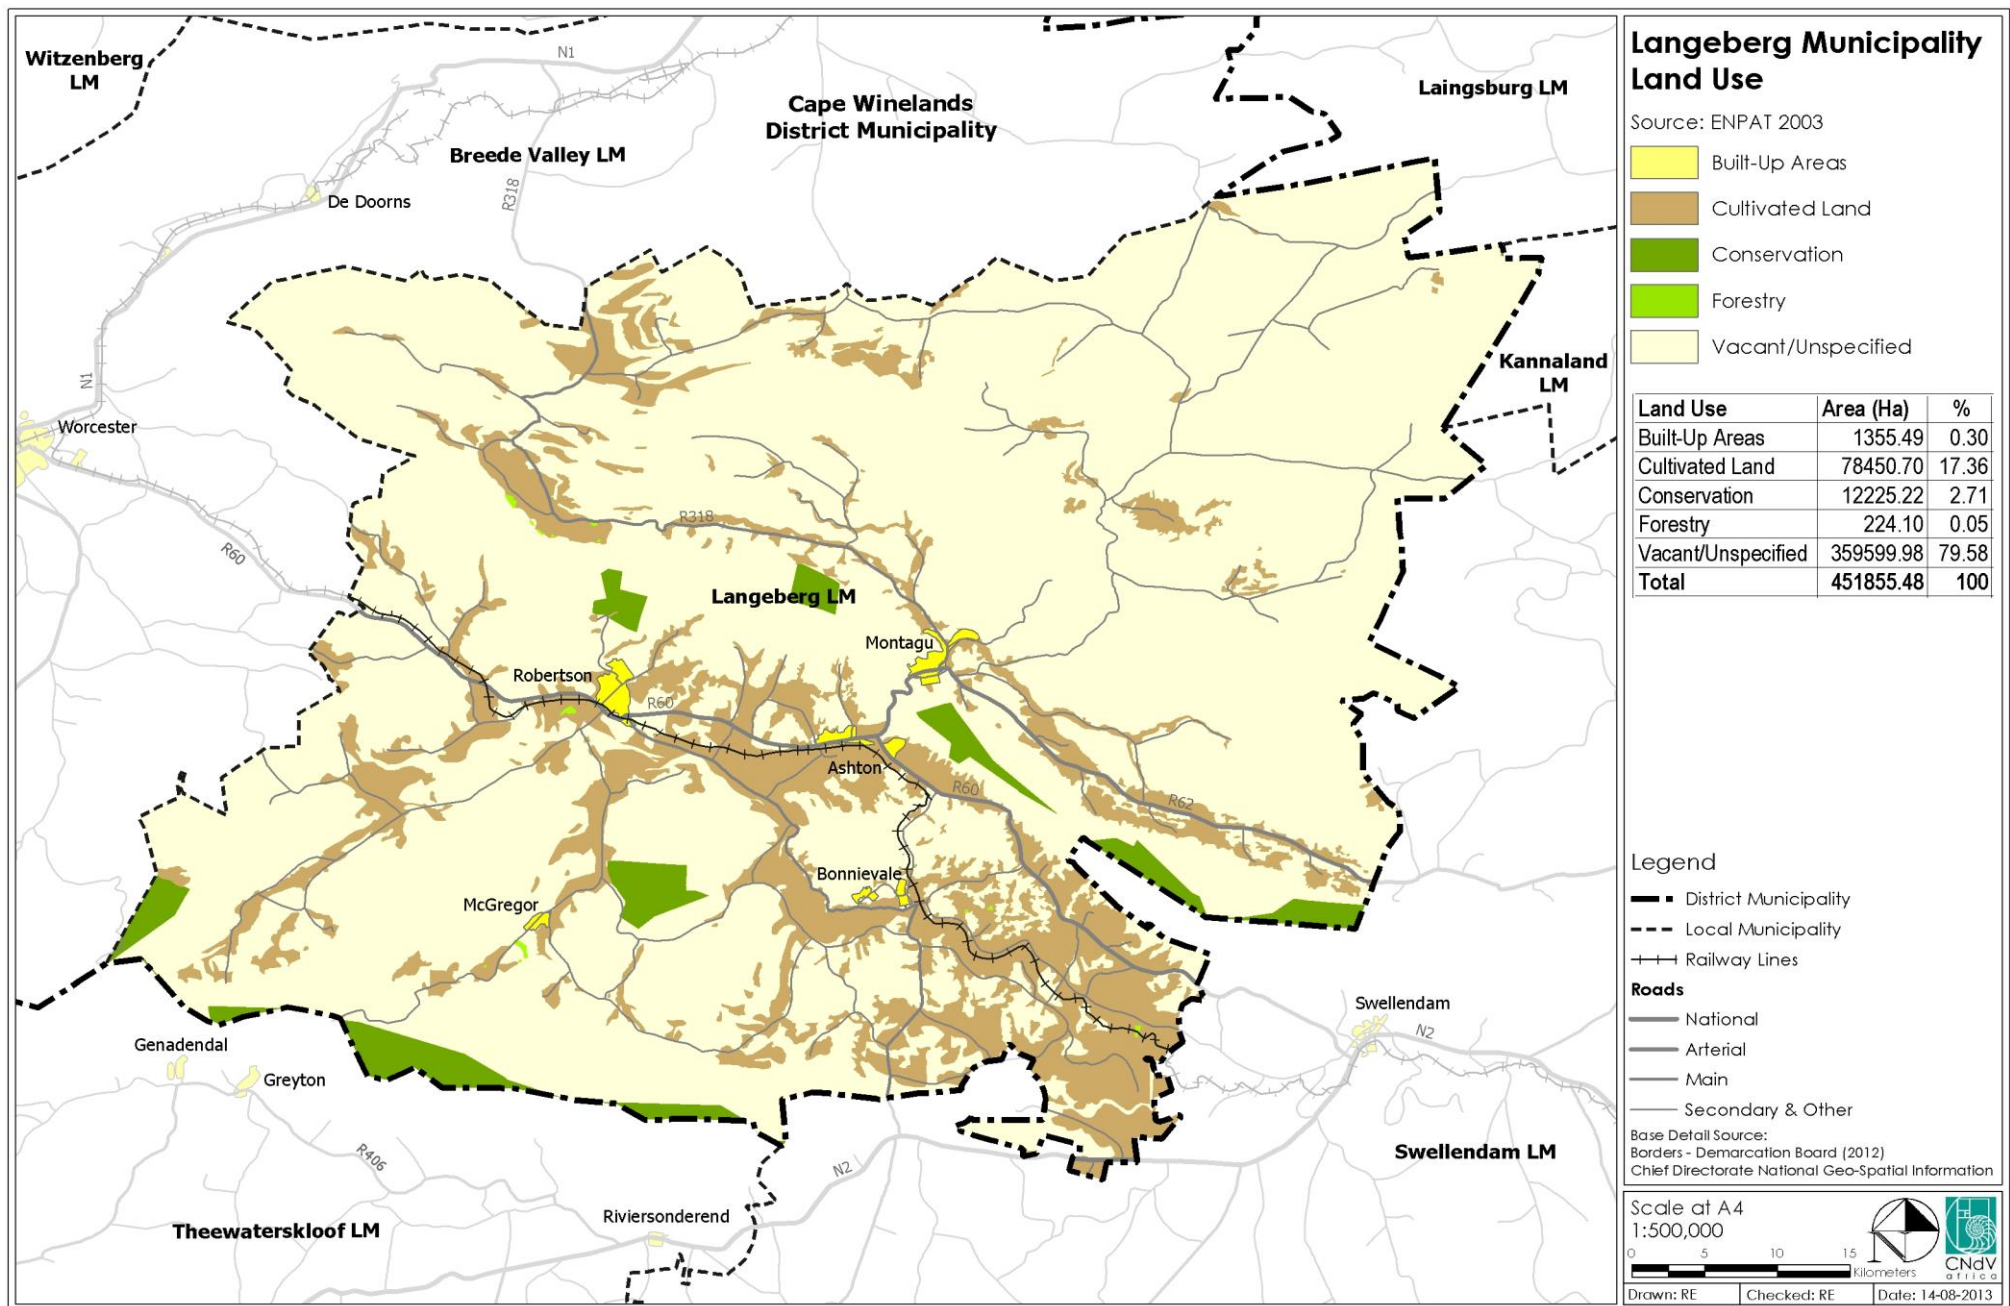 Witzenberg
LM
N1
Cape Winelands
District Municipality
Laingsburg LM
Breede Valley LM
De Doorns
R318
N1
Kannaland
LM
Worcester
R60
R318
Langeberg LM
Montagu
Robertson
R60
Ashton
R60
R62
Bonnievale
McGregor
Swellendam
N2
Genadendal
Greyton
R406
N2
Swellendam LM
Riviersonderend
Theewaterskloof LM
Langeberg Municipality
Land Use
Source: ENPAT 2003
Built-Up Areas
Cultivated Land
Conservation
Forestry
Vacant/Unspecified
Land Use Area (Ha) %
Built-Up Areas 1355.49 0.30
Cultivated Land 78450.70 17.36
Conservation 12225.22 2.71
Forestry 224.10 0.05
Vacant/Unspecified 359599.98 79.58
Total 451855.48 100
Legend
District Municipality
Local Municipality
Railway Lines
Roads
National
Arterial
Main
Secondary & Other
Base Detail Source:
Borders - Demarcation Board (2012)
Chief Directorate National Geo-Spatial Information
Scale at A4
1:500,000
0 5 10 15
Kilometers
N
CNdV
africa
Drawn: RE Checked: RE Date: 14-08-2013